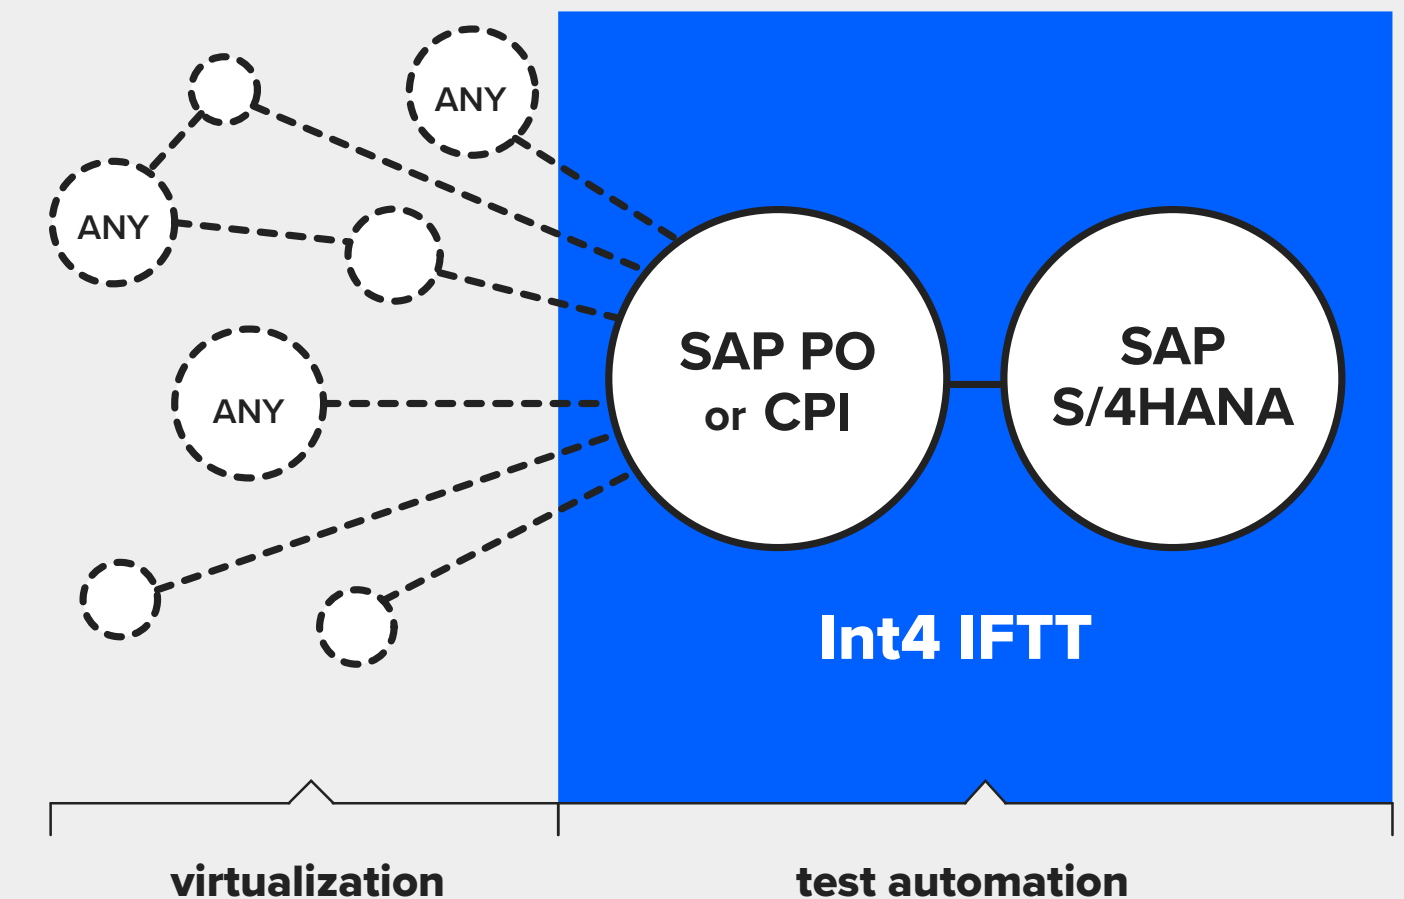 ANY
ANY
ANY
SAP PO
or CPI
SAP
S/4HANA
Int4 IFTT
virtualization
test automation